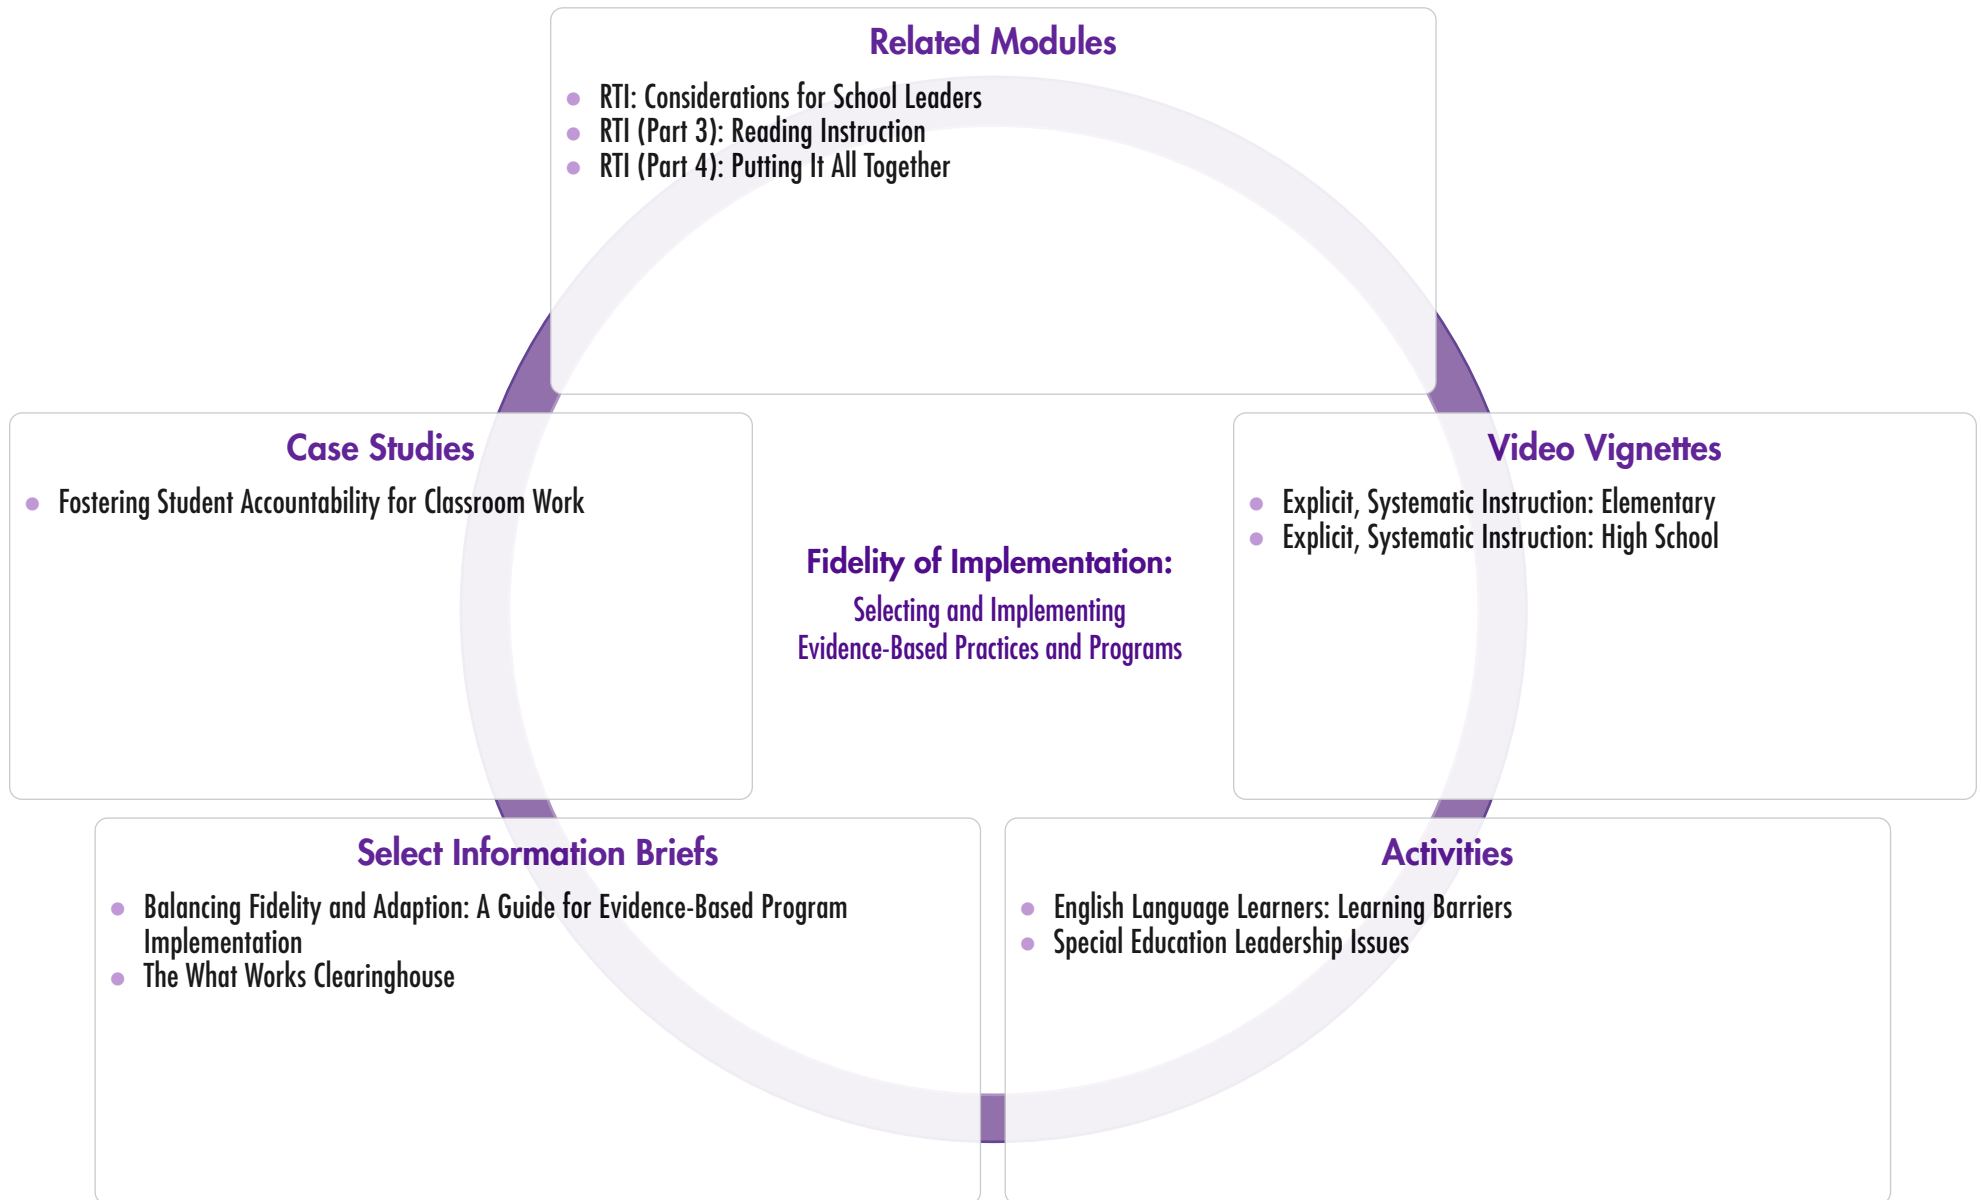 Related Modules
RTI: Considerations for School Leaders
RTI (Part 3): Reading Instruction
RTI (Part 4): Putting It All Together
Case Studies
Fostering Student Accountability for Classroom Work
Fidelity of Implementation:
Selecting and Implementing
Evidence-Based Practices and Programs
Video Vignettes
Explicit, Systematic Instruction: Elementary
Explicit, Systematic Instruction: High School
Select Information Briefs
Balancing Fidelity and Adaption: A Guide for Evidence-Based Program
Implementation
The What Works Clearinghouse
Activities
English Language Learners: Learning Barriers
Special Education Leadership Issues